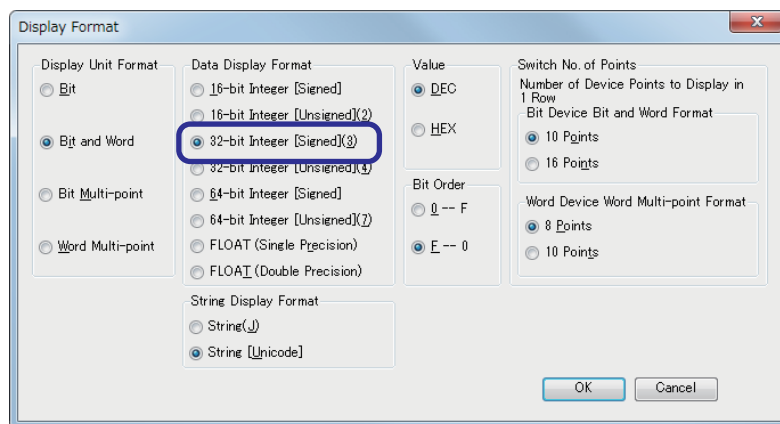 Display Format
x
Display Unit Format
Bit
Bit and Word
Bit Multi-point
Word Multi-point
Data Display Format
16-bit Integer [Signed]
16-bit Integer [Unsigned](2)
32-bit Integer [Signed](3)
32-bit Integer [Unsigned](4)
64-bit Integer [Signed]
64-bit Integer [Unsigned](7)
FLOAT (Single Precision)
FLOAT (Double Precision)
String Display Format
String(J)
String [Unicode]
Value
DEC
HEX
Bit Order
0 -- F
F -- 0
Switch No. of Points
Number of Device Points to Display in
1 Row
Bit Device Bit and Word Format
10 Points
16 Points
Word Device Word Multi-point Format
8 Points
10 Points
OK
Cancel